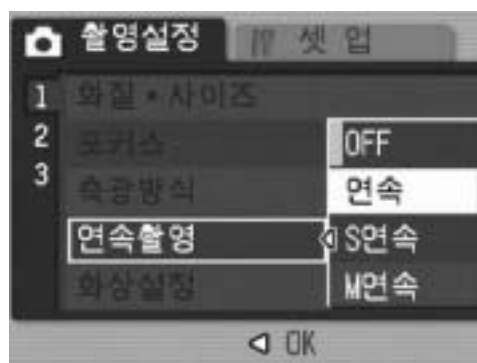 촬영설정 셋업
1 화질•사이즈
2 포커스 OFF
3 측광방식 연속
연속촬영 S연속
화상설정 M연속
OK